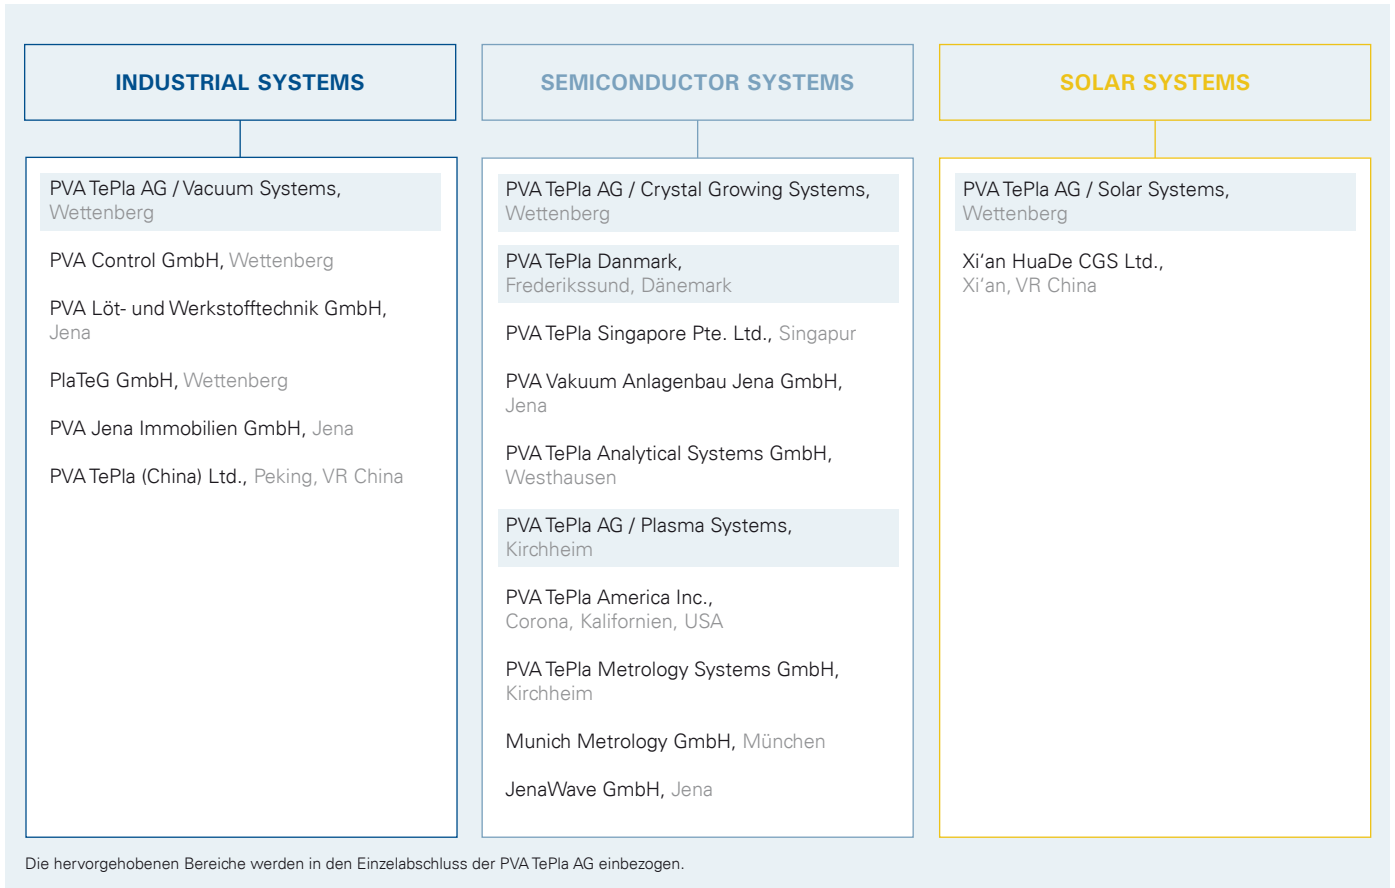 INDUSTRIAL SYSTEMS
PVA TePla AG / Vacuum Systems,
Wettenberg
PVA Control GmbH, Wettenberg
PVA Löt- und Werkstofftechnik GmbH,
Jena
PlaTeG GmbH, Wettenberg
PVA Jena Immobilien GmbH, Jena
PVA TePla (China) Ltd., Peking, VR China
SEMICONDUCTOR SYSTEMS
PVA TePla AG / Crystal Growing Systems,
Wettenberg
PVA TePla Danmark,
Frederikssund, Dänemark
PVA TePla Singapore Pte. Ltd., Singapur
PVA Vakuum Anlagenbau Jena GmbH,
Jena
PVA TePla Analytical Systems GmbH,
Westhausen
PVA TePla AG / Plasma Systems,
Kirchheim
PVA TePla America Inc.,
Corona, Kalifornien, USA
PVA TePla Metrology Systems GmbH,
Kirchheim
Munich Metrology GmbH, München
JenaWave GmbH, Jena
SOLAR SYSTEMS
PVA TePla AG / Solar Systems,
Wettenberg
Xi‘an HuaDe CGS Ltd.,
Xi‘an, VR China
Die hervorgehobenen Bereiche werden in den Einzelabschluss der PVA TePla AG einbezogen.